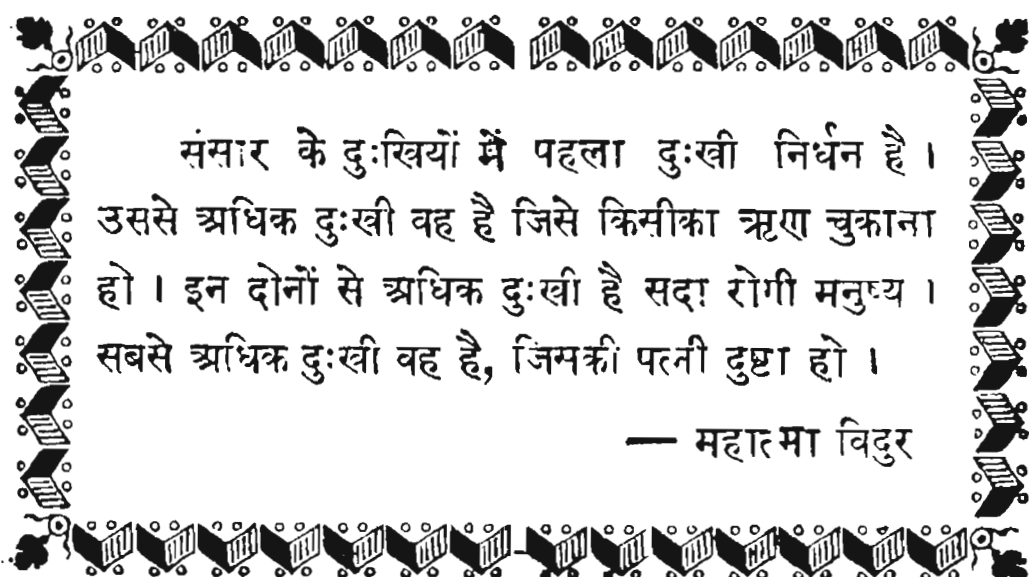 संसार के दुःखियों में पहला दुःखी निर्धन है ।
उससे अधिक दुःखी वह है जिसे किसीका ऋण चुकाना
हो । इन दोनों से अधिक दुःखी है सदा रोगी मनुष्य ।
सबसे अधिक दुःखी वह है, जिसकी पत्नी दुष्टा हो ।
— महात्मा विदुर